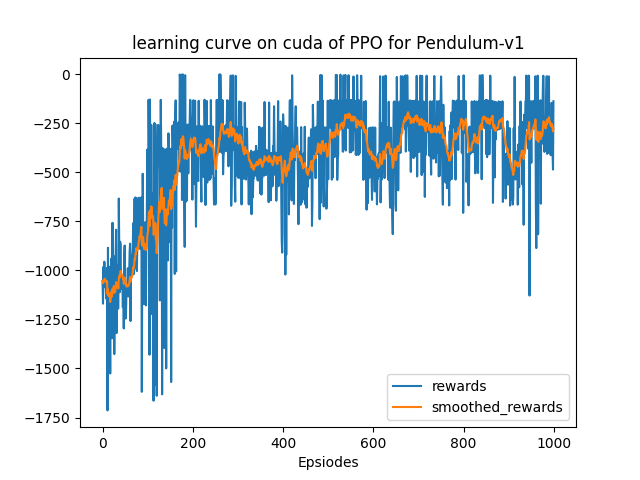 learning curve on cuda of PPO for Pendulum-v1
0
−250
−500
−750
−1000
−1250
−1500
−1750
rewards
smoothed_rewards
0 200 400 600 800 1000
Epsiodes